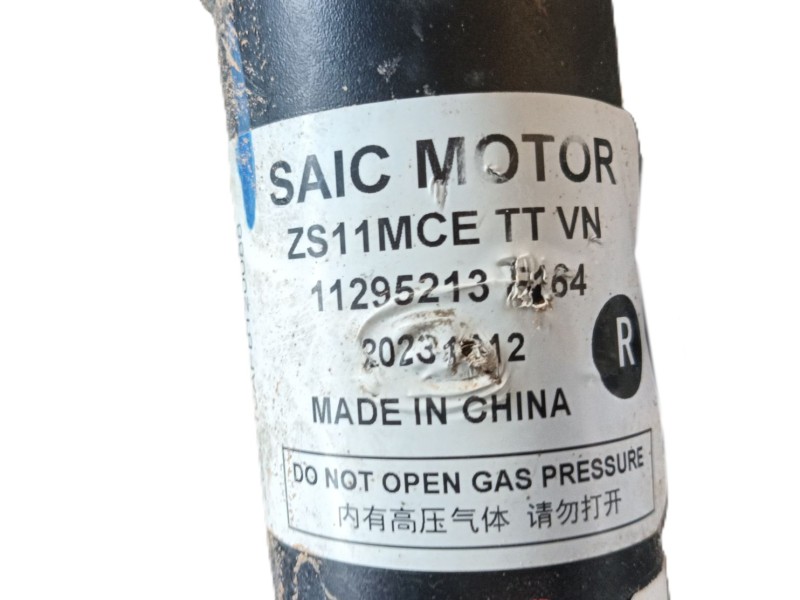 SAIC MOTOR
ZS11MCE TT VN
11295213
MADE IN CHINA
R
DO NOT OPEN GAS PRESSURE
内有高压气体 请勿打开